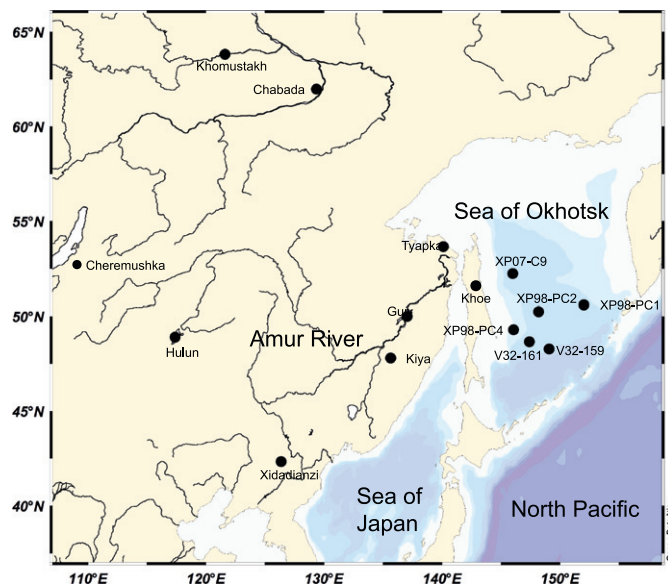 65°N
Khomustakh
Chabada
60°N
55°N
Sea of Okhotsk
Tyapka
XP07-C9
Cheremushka
Khoe
XP98-PC2
XP98-PC1
50°N
Gur
Amur River
XP98-PC4
Hulun
Kiya
V32-161
V32-159
45°N
Xidadianzi
Sea of
Japan
North Pacific
40°N
110°E
120°E
130°E
140°E
150°E